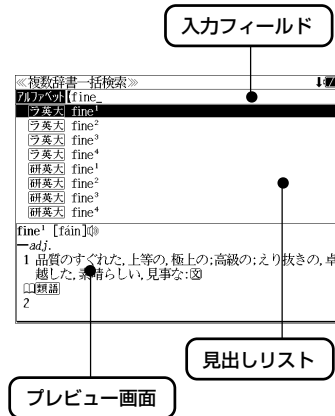 入力フィールド
≪複数辞書一括検索≫
アルファベット[fine_
ラ英大 fine¹
ラ英大 fine²
ラ英大 fine³
ラ英大 fine⁴
研英大 fine¹
研英大 fine²
研英大 fine³
研英大 fine⁴
fine¹ [fáin]
—adj.
1 品質のすぐれた,上等の,極上の;高級の;えり抜きの,卓
越した,素晴らしい,見事な:図
類語
2
見出しリスト
プレビュー画面